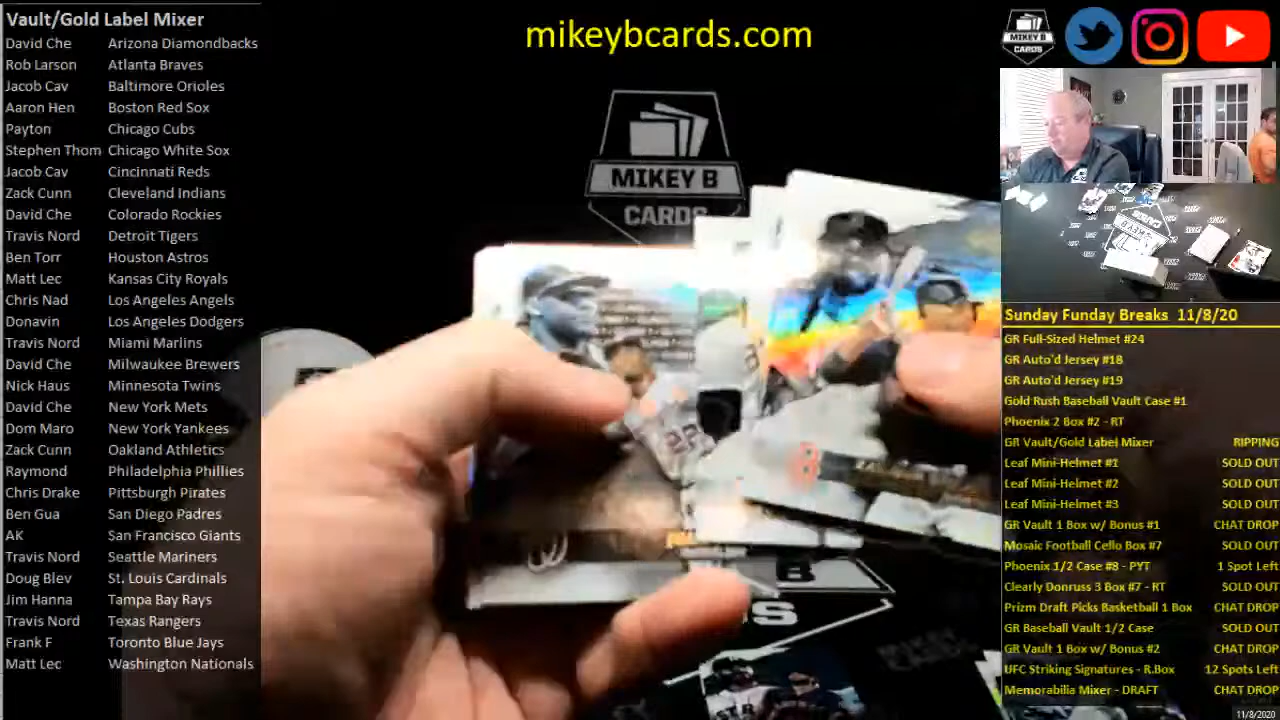 Vault/Gold Label Mixer
David Che Arizona Diamondbacks
Rob Larson Atlanta Braves
Jacob Cav Baltimore Orioles
Aaron Hen Boston Red Sox
Payton Chicago Cubs
Stephen Thom Chicago White Sox
Jacob Cav Cincinnati Reds
Zack Cunn Cleveland Indians
David Che Colorado Rockies
Travis Nord Detroit Tigers
Ben Torr Houston Astros
Matt Lec Kansas City Royals
Chris Nad Los Angeles Angels
Donavin Los Angeles Dodgers
Travis Nord Miami Marlins
David Che Milwaukee Brewers
Nick Haus Minnesota Twins
David Che New York Mets
Dom Maro New York Yankees
Zack Cunn Oakland Athletics
Raymond Philadelphia Phillies
Chris Drake Pittsburgh Pirates
Ben Gua San Diego Padres
AK San Francisco Giants
Travis Nord Seattle Mariners
Doug Blev St. Louis Cardinals
Jim Hanna Tampa Bay Rays
Travis Nord Texas Rangers
Frank F Toronto Blue Jays
Matt Lec Washington Nationals
mikeybcards.com
MIKEY B
CARDS
22
B
MIKEY B
CARDS
Sunday Funday Breaks 11/8/20
GR Full-Sized Helmet #24
GR Auto'd Jersey #18
GR Auto'd Jersey #19
Gold Rush Baseball Vault Case #1
Phoenix 2 Box #2 - RT
GR Vault/Gold Label Mixer RIPPING
Leaf Mini-Helmet #1 SOLD OUT
Leaf Mini-Helmet #2 SOLD OUT
Leaf Mini-Helmet #3 SOLD OUT
GR Vault 1 Box w/ Bonus #1 CHAT DROP
Mosaic Football Cello Box #7 SOLD OUT
Phoenix 1/2 Case #8 - PYT 1 Spot Left
Clearly Donruss 3 Box #7 - RT SOLD OUT
Prizm Draft Picks Basketball 1 Box CHAT DROP
GR Baseball Vault 1/2 Case SOLD OUT
GR Vault 1 Box w/ Bonus #2 CHAT DROP
UFC Striking Signatures - R.Box 12 Spots Left
Memorabilia Mixer - DRAFT CHAT DROP
11/8/2020